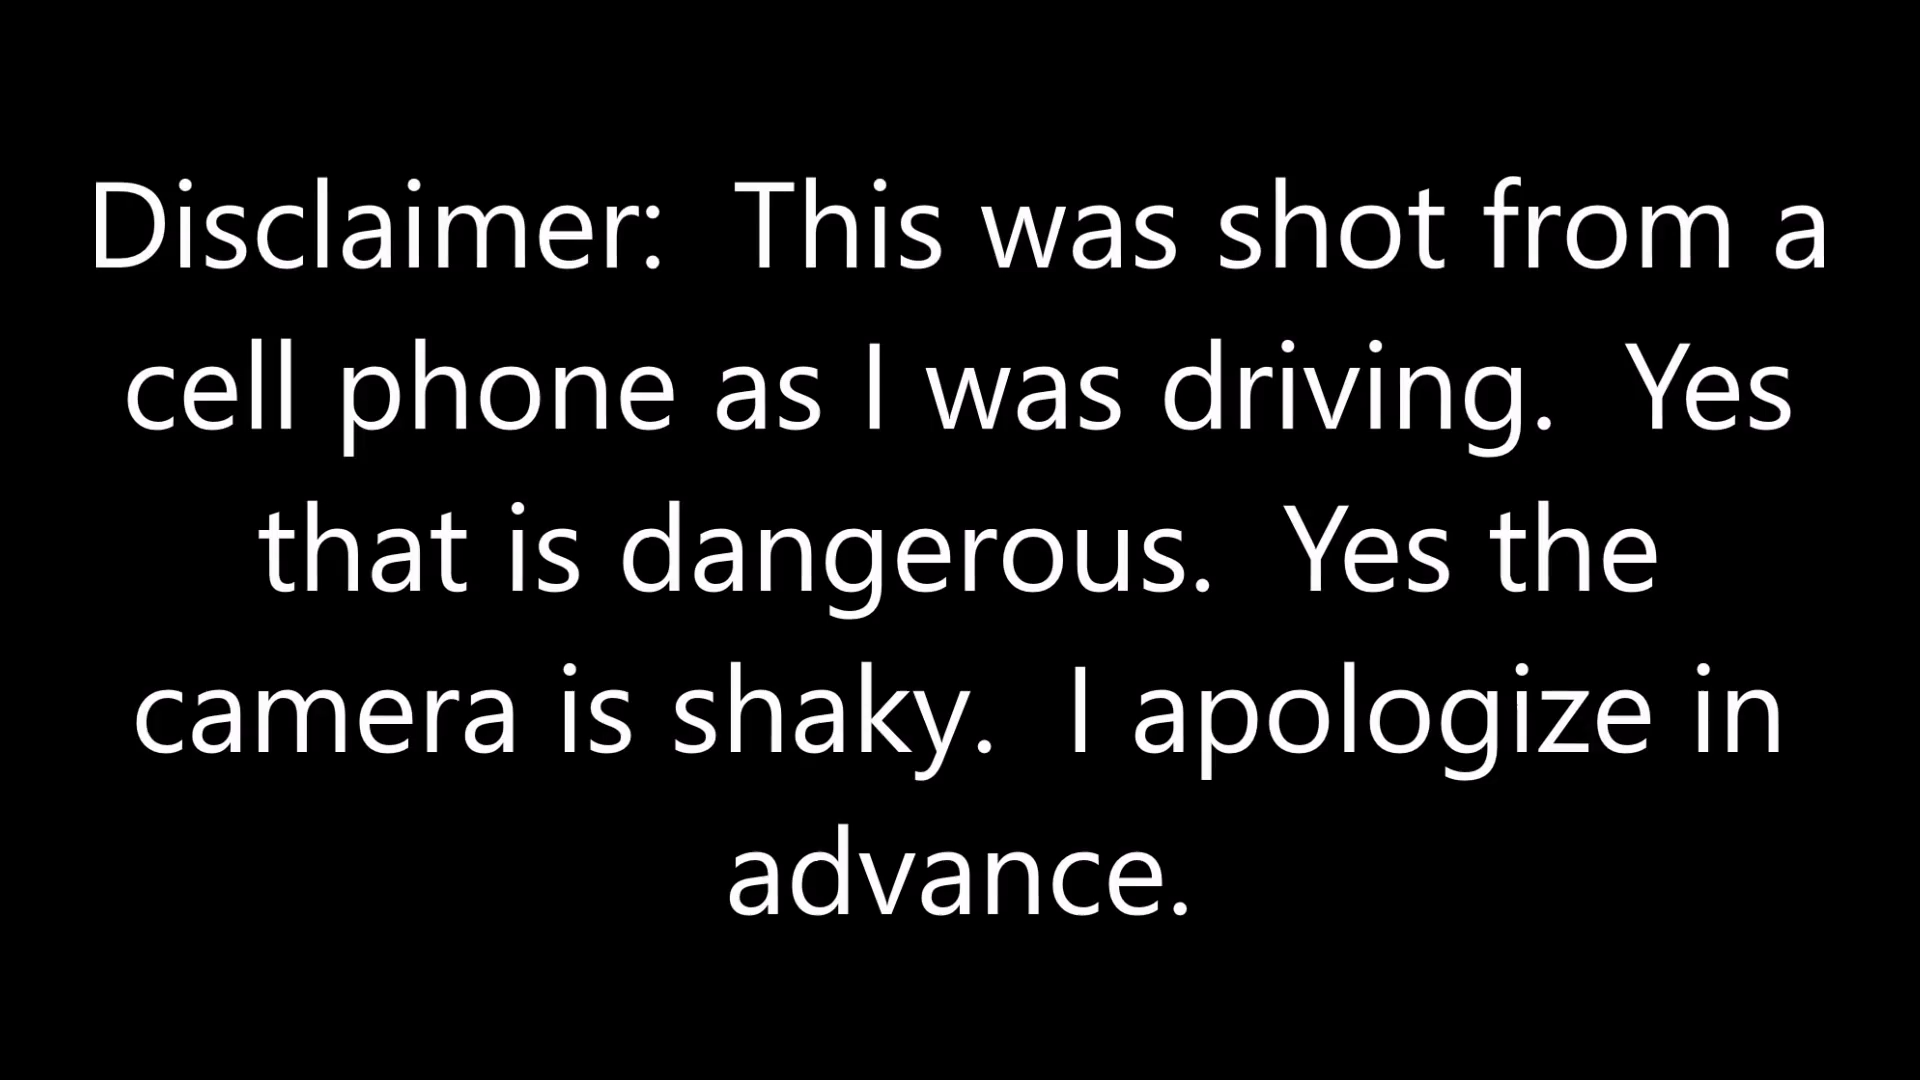 Disclaimer:  This was shot from a
cell phone as I was driving.  Yes
that is dangerous.  Yes the
camera is shaky.  I apologize in
advance.